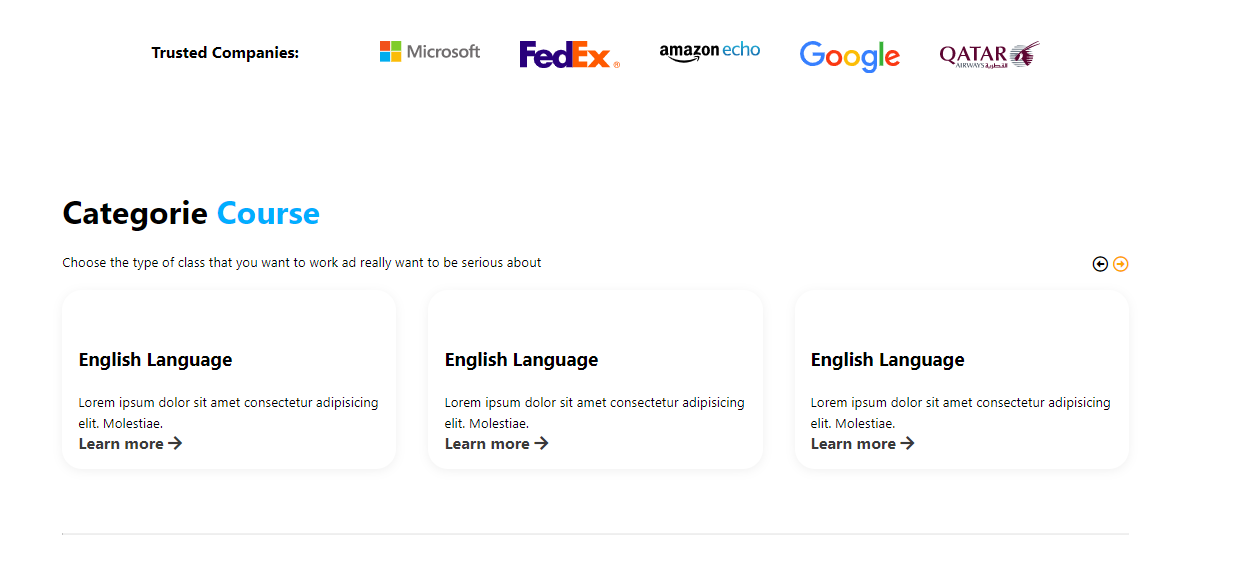 Trusted Companies:
Microsoft
FedEx®
amazon echo
Google
QATAR
AIRWAYS القطرية
Categorie Course
Choose the type of class that you want to work ad really want to be serious about
English Language
Lorem ipsum dolor sit amet consectetur adipisicing
elit. Molestiae.
Learn more
English Language
Lorem ipsum dolor sit amet consectetur adipisicing
elit. Molestiae.
Learn more
English Language
Lorem ipsum dolor sit amet consectetur adipisicing
elit. Molestiae.
Learn more